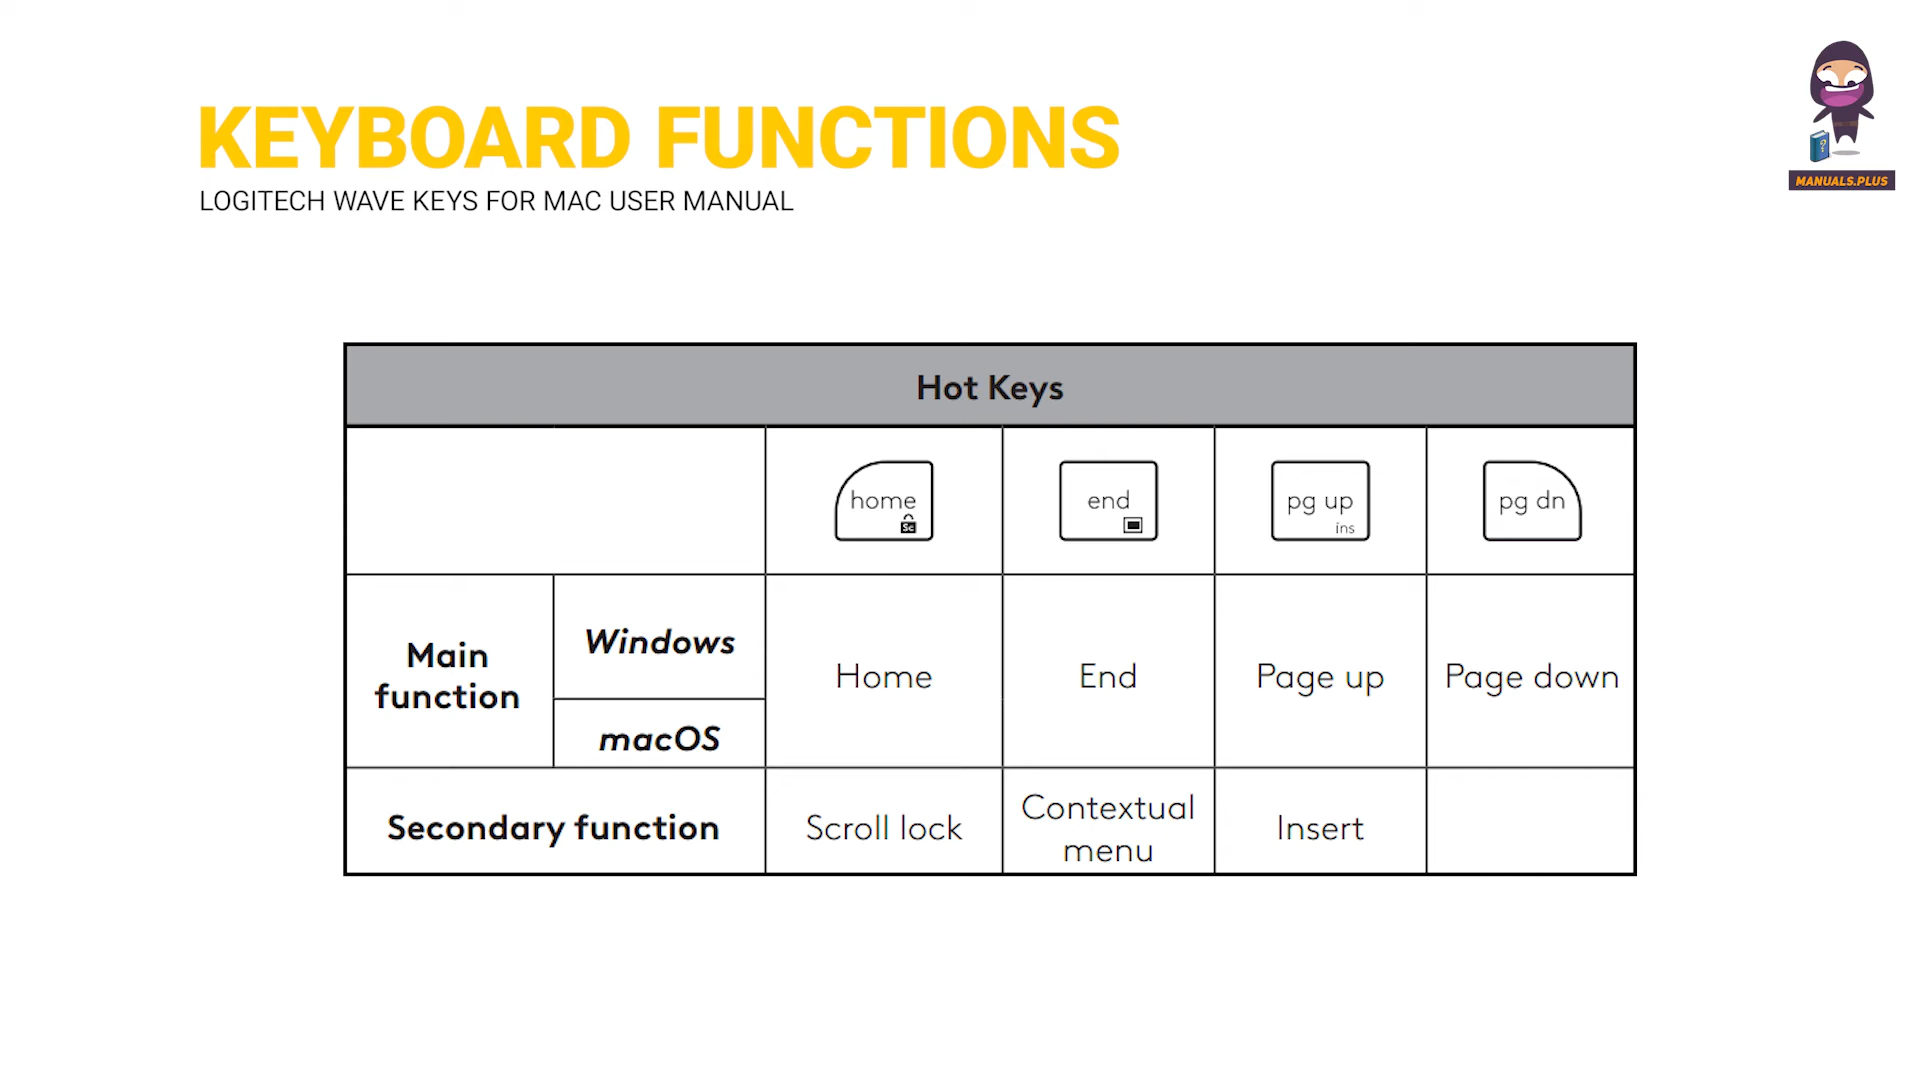 KEYBOARD FUNCTIONS
LOGITECH WAVE KEYS FOR MAC USER MANUAL
?
MANUALS.PLUS
Hot Keys
home
Sc
end
pg up
ins
pg dn
Main
function
Windows
macOS
Home
End
Page up
Page down
Secondary function
Scroll lock
Contextual
menu
Insert